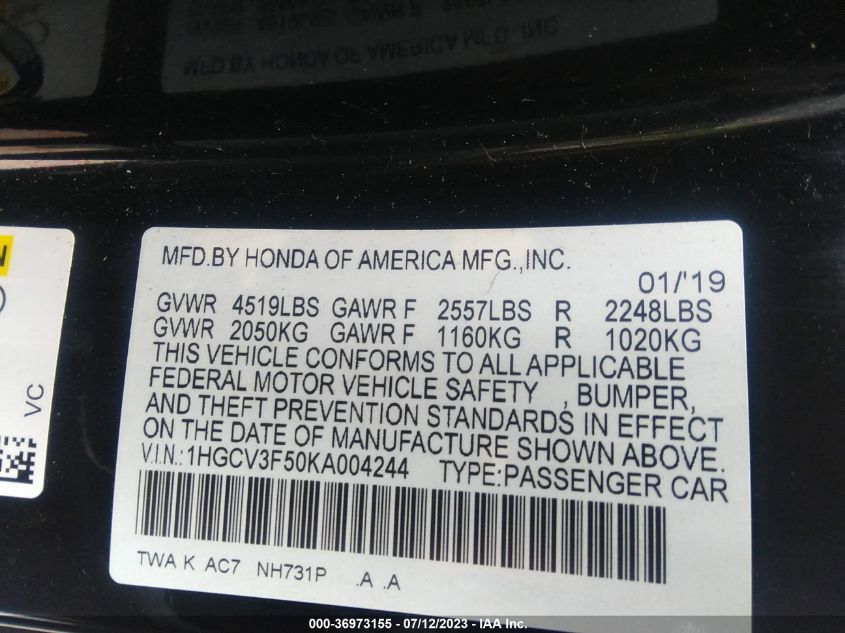 MFD.BY HONDA OF AMERICA MFG.,INC.
01/'19
GVWR 4519LBS GAWR F 2557LBS R 2248LBS
GVWR 2050KG GAWR F 1160KG R 1020KG
THIS VEHICLE CONFORMS TO ALL APPLICABLE
FEDERAL MOTOR VEHICLE SAFETY , BUMPER,
AND THEFT PREVENTION STANDARDS IN EFFECT
ON THE DATE OF MANUFACTURE SHOWN ABOVE.
V.I.N.:1HGCV3F50KA004244 TYPE:PASSENGER CAR
TWA K AC7 NH731P .A .A
VC
000-36973155 - 07/12/2023 - IAA Inc.